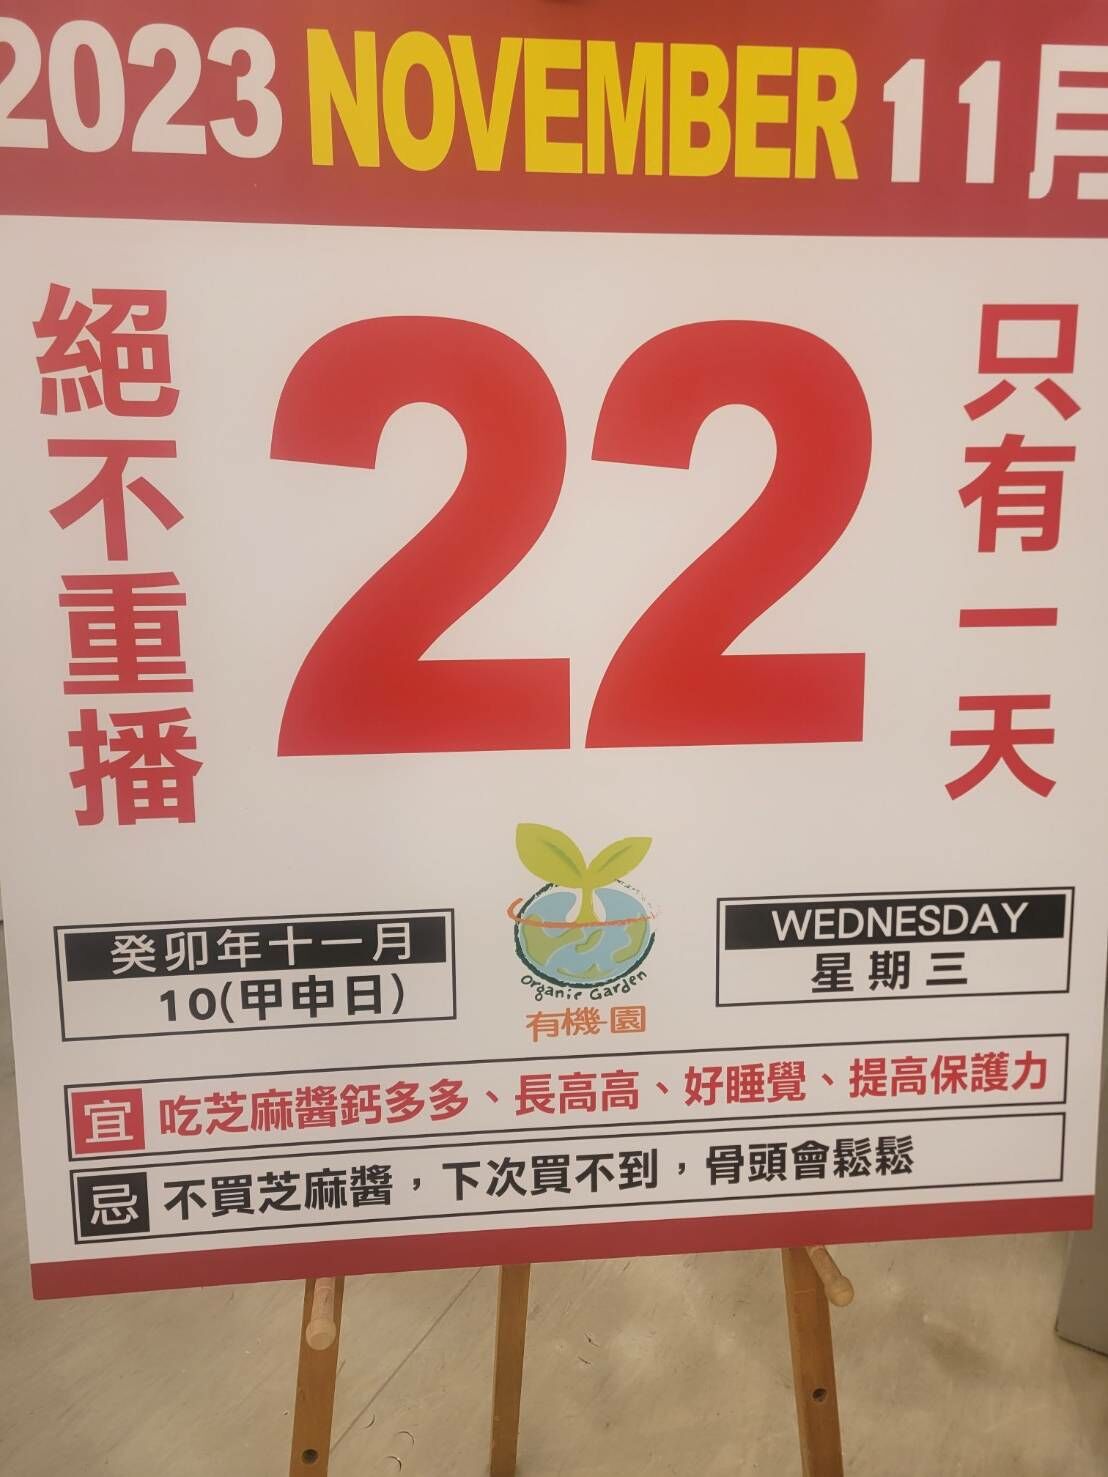 2023 NOVEMBER 11月
絕不重播
22
只有一天
癸卯年十一月
10(甲申日)
Organic Garden
有機園
WEDNESDAY
星期三
宜 吃芝麻醬鈣多多、長高高、好睡覺、提高保護力
忌 不買芝麻醬，下次買不到，骨頭會鬆鬆